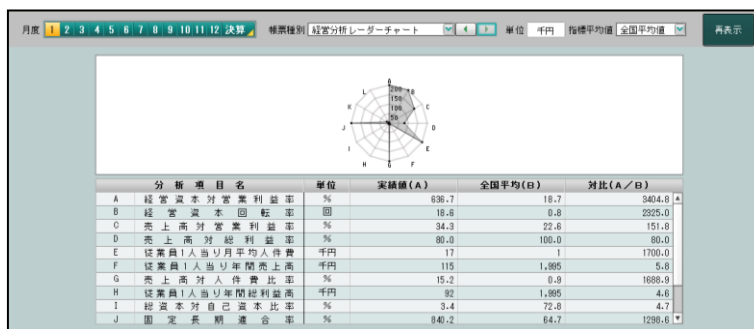 月度 1 2 3 4 5 6 7 8 9 10 11 12 決算 帳票種別 経営分析レーダーチャート 単位 千円 指標平均値 全国平均値 再表示
A
B
C
D
E
F
G
H
I
J
K
L
200
150
100
50
分析項目名 単位 実績値(A) 全国平均(B) 対比(A/B)
A 経営資本対営業利益率 % 636.7 18.7 3404.8
B 経営資本回転率 回 18.6 0.8 2325.0
C 売上高対営業利益率 % 34.3 22.6 151.8
D 売上高対総利益率 % 80.0 100.0 80.0
E 従業員1人当り月平均人件費 千円 17 1 1700.0
F 従業員1人当り年間売上高 千円 115 1,995 5.8
G 売上高対人件費比率 % 15.2 0.9 1688.9
H 従業員1人当り年間総利益高 千円 92 1,995 4.6
I 総資本対自己資本比率 % 3.4 72.8 4.7
J 固定長期適合率 % 840.2 64.7 1298.6